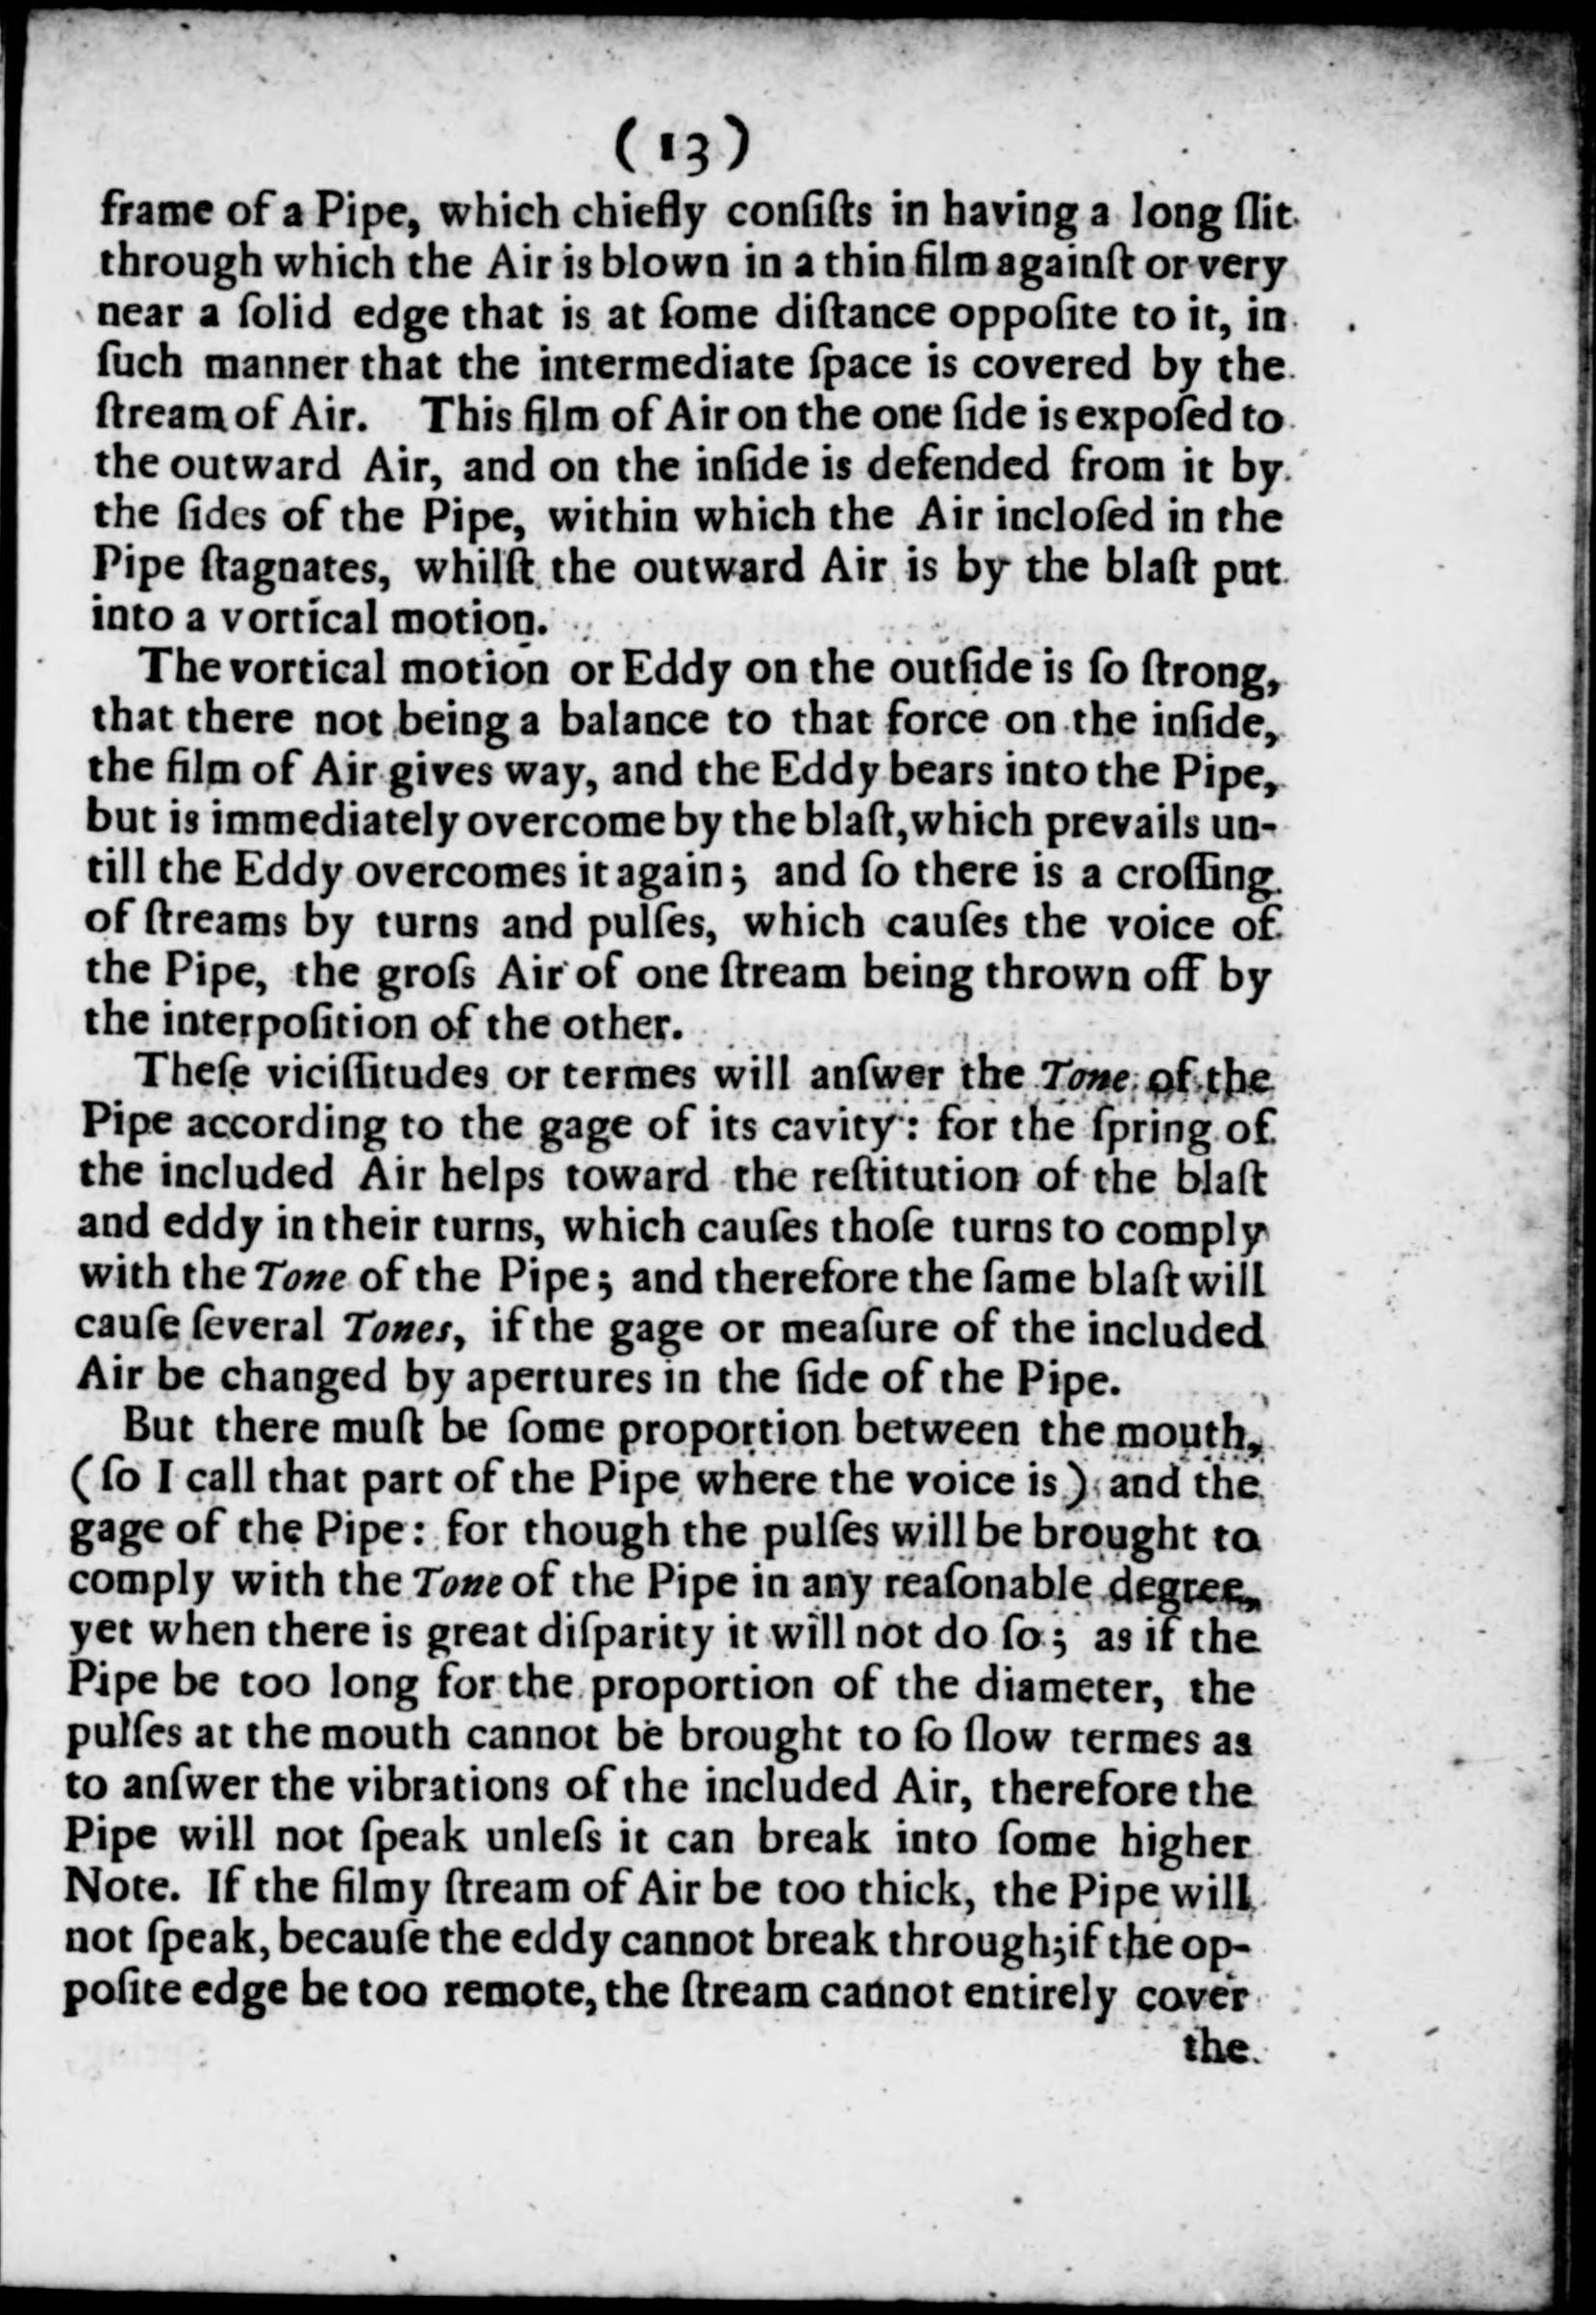 (13)
frame of a Pipe, which chiefly conſiſts in having a long ſlit
through which the Air is blown in a thin film againſt or very
near a ſolid edge that is at ſome diſtance oppoſite to it, in
ſuch manner that the intermediate ſpace is covered by the
ſtream of Air. This film of Air on the one ſide is expoſed to
the outward Air, and on the inſide is defended from it by
the ſides of the Pipe, within which the Air incloſed in the
Pipe ſtagnates, whilſt the outward Air is by the blaſt put
into a vortical motion.
The vortical motion or Eddy on the outſide is ſo ſtrong,
that there not being a balance to that force on the inſide,
the film of Air gives way, and the Eddy bears into the Pipe,
but is immediately overcome by the blaſt, which prevails un-
till the Eddy overcomes it again; and ſo there is a croſſing
of ſtreams by turns and pulſes, which cauſes the voice of
the Pipe, the groſs Air of one ſtream being thrown off by
the interpoſition of the other.
Theſe viciſſitudes or termes will anſwer the Tone of the
Pipe according to the gage of its cavity: for the ſpring of
the included Air helps toward the reſtitution of the blaſt
and eddy in their turns, which cauſes thoſe turns to comply
with the Tone of the Pipe; and therefore the ſame blaſt will
cauſe ſeveral Tones, if the gage or meaſure of the included
Air be changed by apertures in the ſide of the Pipe.
But there muſt be ſome proportion between the mouth,
(ſo I call that part of the Pipe where the voice is) and the
gage of the Pipe: for though the pulſes will be brought to
comply with the Tone of the Pipe in any reaſonable degree,
yet when there is great diſparity it will not do ſo; as if the
Pipe be too long for the proportion of the diameter, the
pulſes at the mouth cannot be brought to ſo ſlow termes as
to anſwer the vibrations of the included Air, therefore the
Pipe will not ſpeak unleſs it can break into ſome higher
Note. If the filmy ſtream of Air be too thick, the Pipe will
not ſpeak, becauſe the eddy cannot break through; if the op-
poſite edge be too remote, the ſtream cannot entirely cover
the